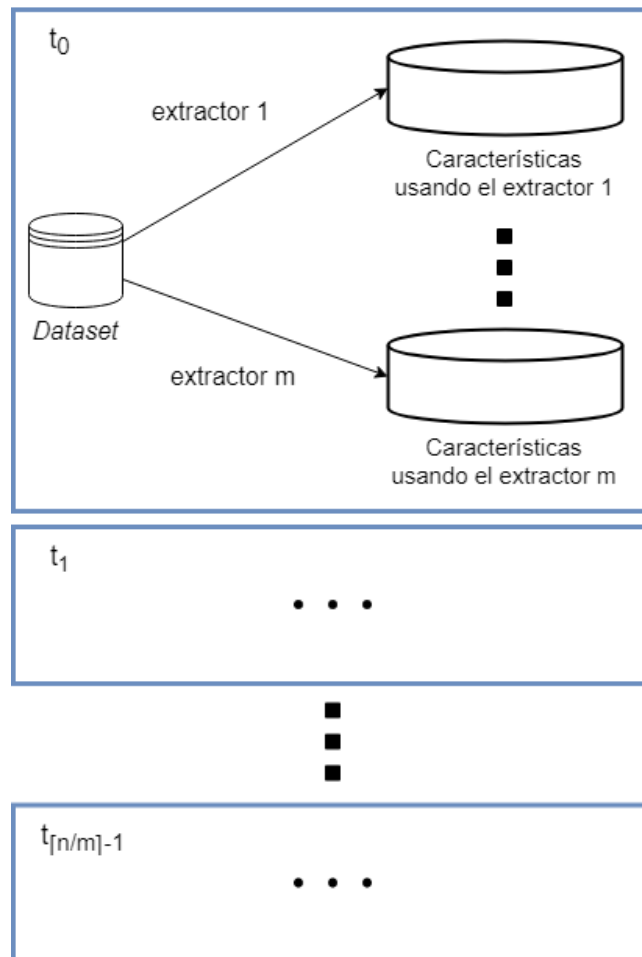 t₀
extractor 1
Características
usando el extractor 1
Dataset
extractor m
Características
usando el extractor m
t₁
t⌈n/m⌉-1